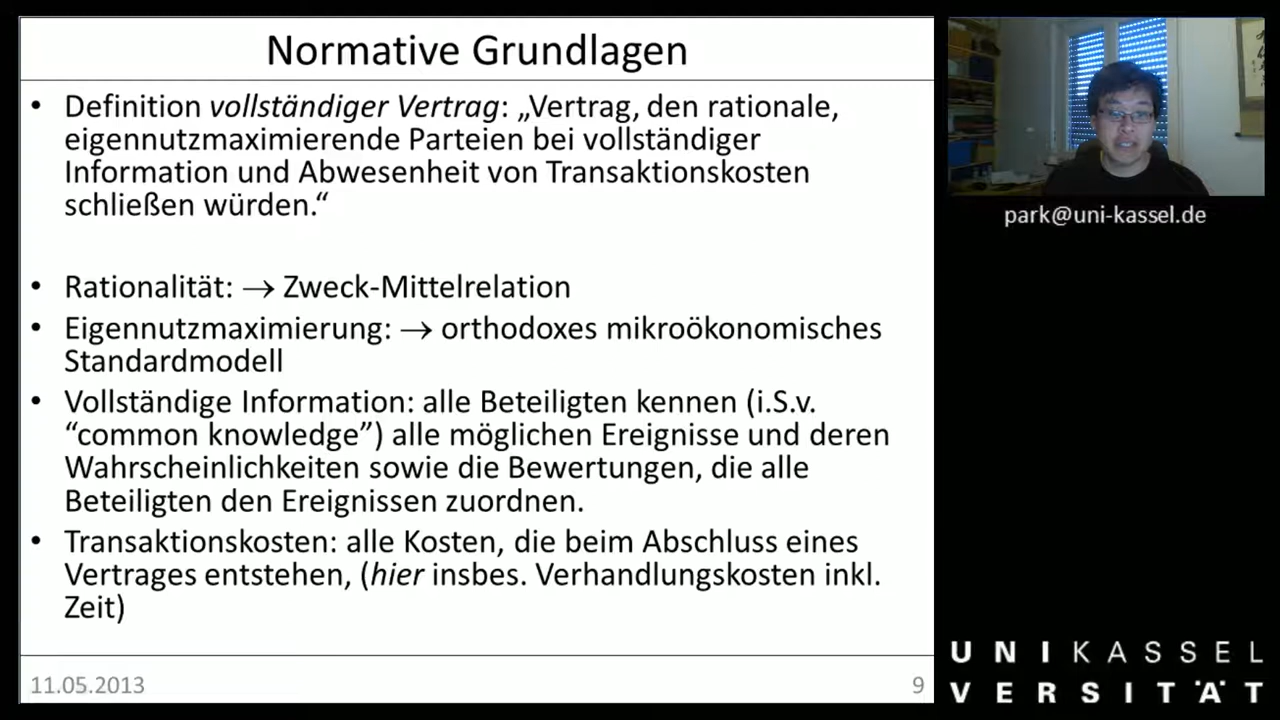 Normative Grundlagen
• Definition vollständiger Vertrag: „Vertrag, den rationale,
eigennutzmaximierende Parteien bei vollständiger
Information und Abwesenheit von Transaktionskosten
schließen würden.“
• Rationalität: → Zweck-Mittelrelation
• Eigennutzmaximierung: → orthodoxes mikroökonomisches
Standardmodell
• Vollständige Information: alle Beteiligten kennen (i.S.v.
“common knowledge”) alle möglichen Ereignisse und deren
Wahrscheinlichkeiten sowie die Bewertungen, die alle
Beteiligten den Ereignissen zuordnen.
• Transaktionskosten: alle Kosten, die beim Abschluss eines
Vertrages entstehen, (hier insbes. Verhandlungskosten inkl.
Zeit)
11.05.2013
9
park@uni-kassel.de
UNIKASSEL
VERSITÄT